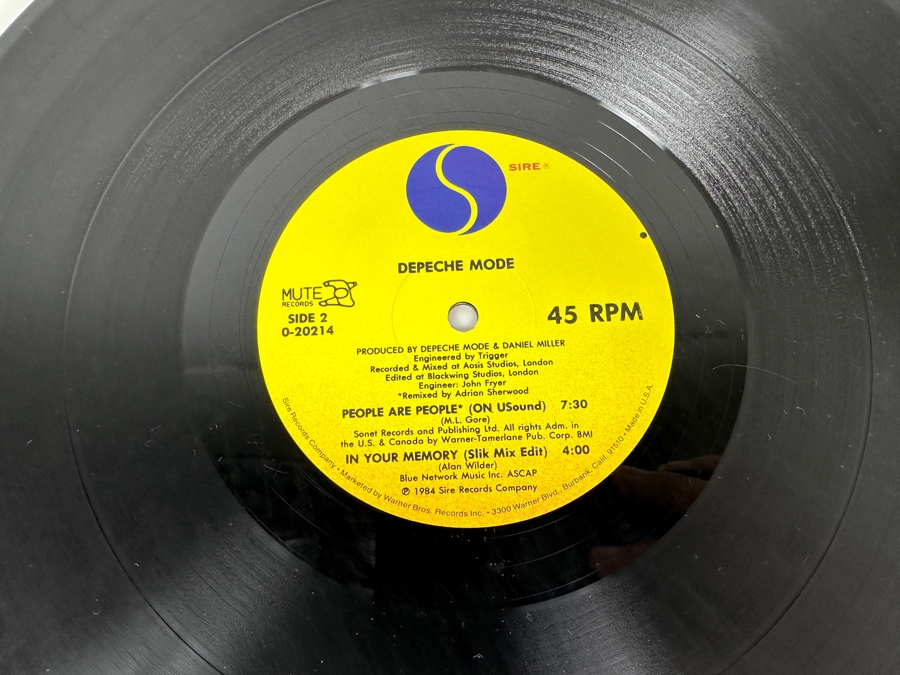 SIRE ®
DEPECHE MODE
MUTE
RECORDS
SIDE 2
0-20214
45 RPM
PRODUCED BY DEPECHE MODE & DANIEL MILLER
Engineered by Trigger
Recorded & Mixed at Aosis Studios, London
Edited at Blackwing Studios, London
Engineer: John Fryer
*Remixed by Adrian Sherwood
PEOPLE ARE PEOPLE* (ON USound) 7:30
(M.L. Gore)
Sonet Records and Publishing Ltd. All rights Adm. in
the U.S. & Canada by Warner-Tamerlane Pub. Corp. BMI
IN YOUR MEMORY (Slik Mix Edit) 4:00
(Alan Wilder)
Blue Network Music Inc. ASCAP
℗ 1984 Sire Records Company
Sire Records Company • Marketed by Warner Bros. Records Inc. • 3300 Warner Blvd., Burbank, Calif. 91510 • Made in U.S.A.